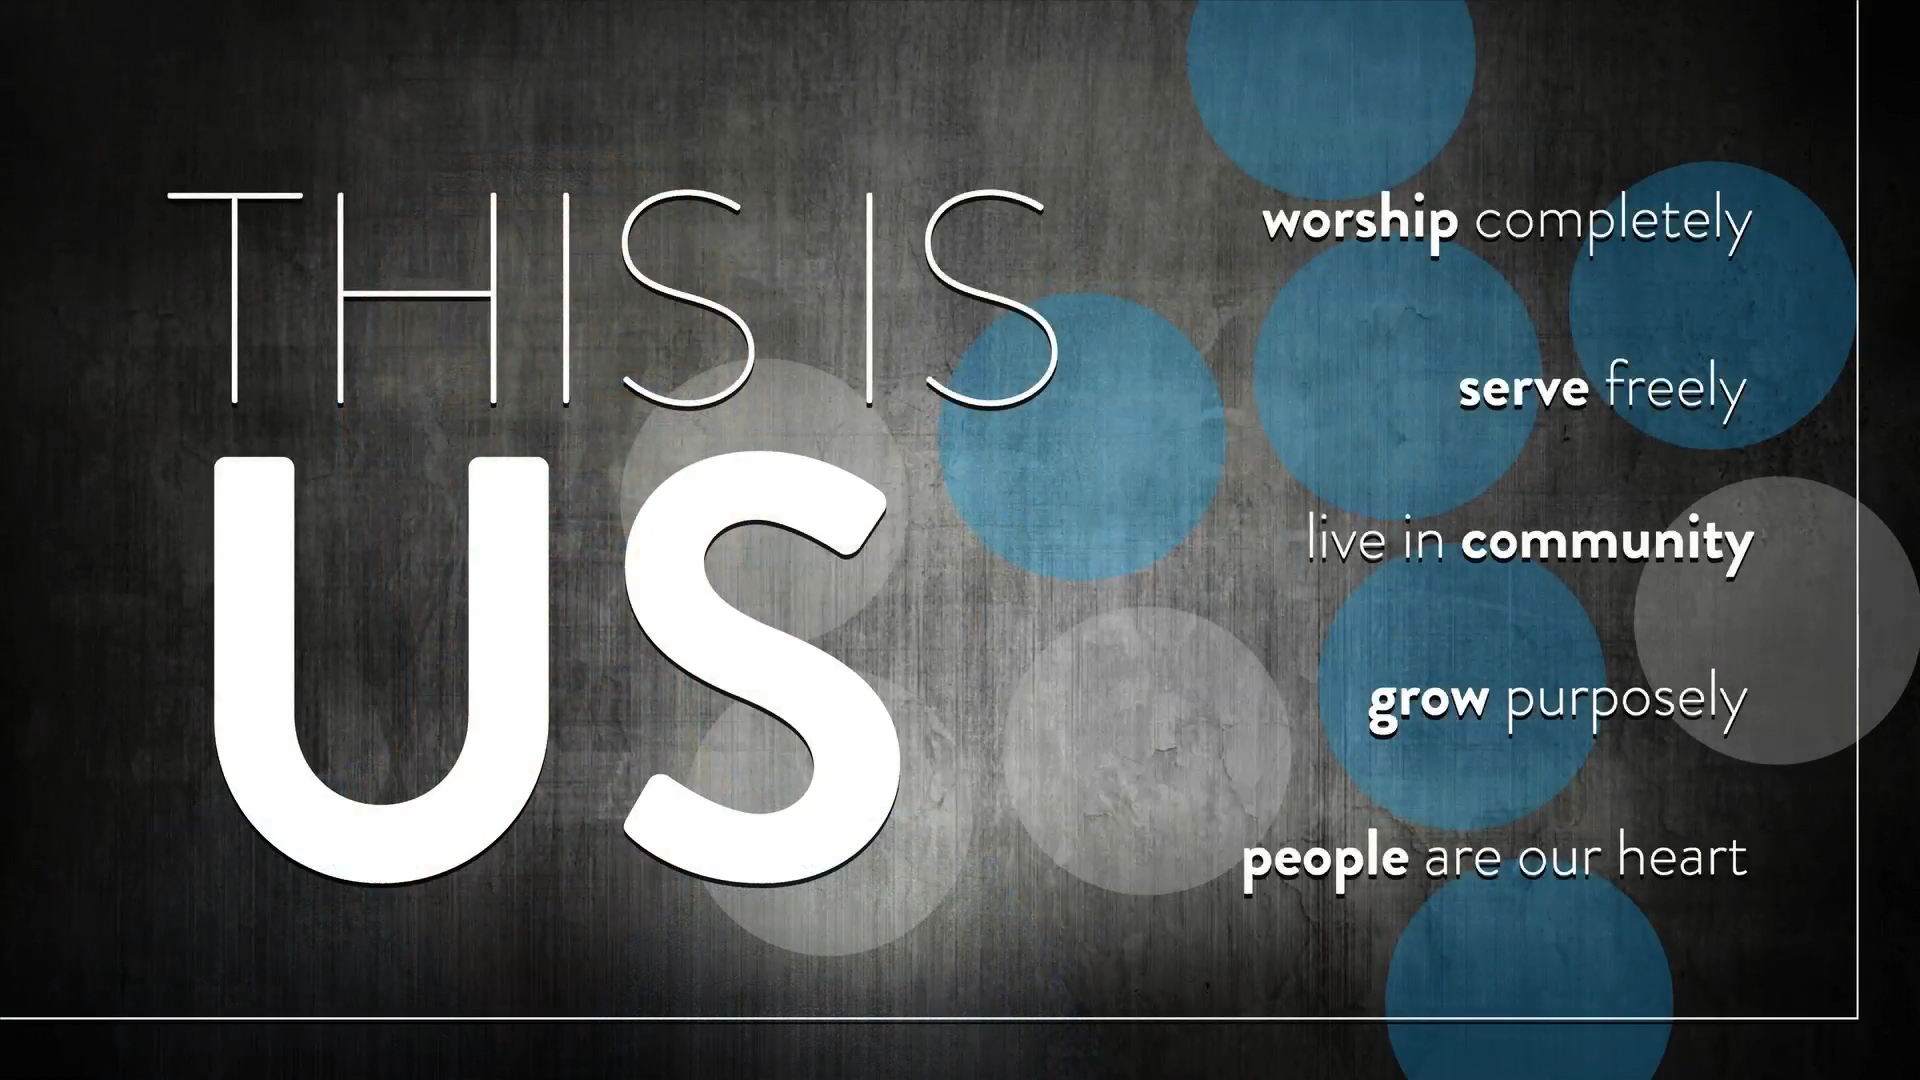 THIS IS
US
worship completely
serve freely
live in community
grow purposely
people are our heart